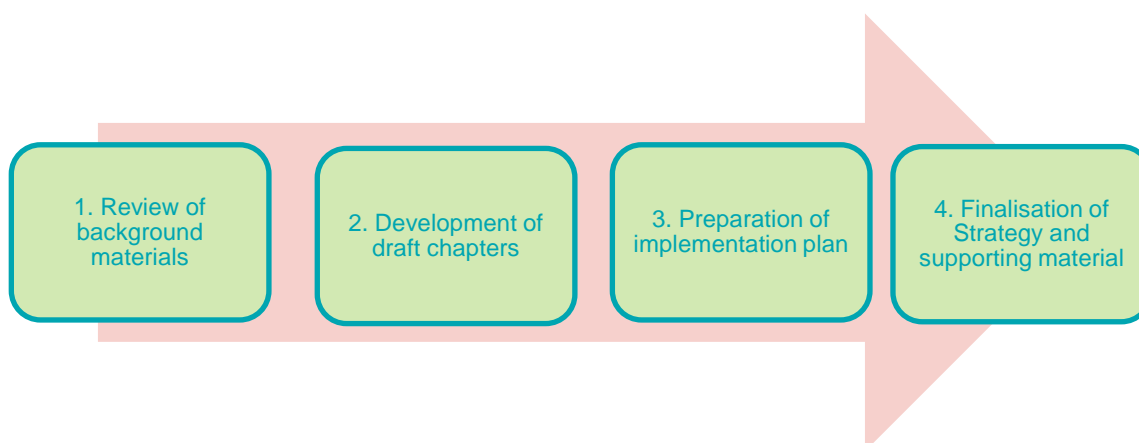 1. Review of
background
materials
2. Development of
draft chapters
3. Preparation of
implementation plan
4. Finalisation of
Strategy and
supporting material